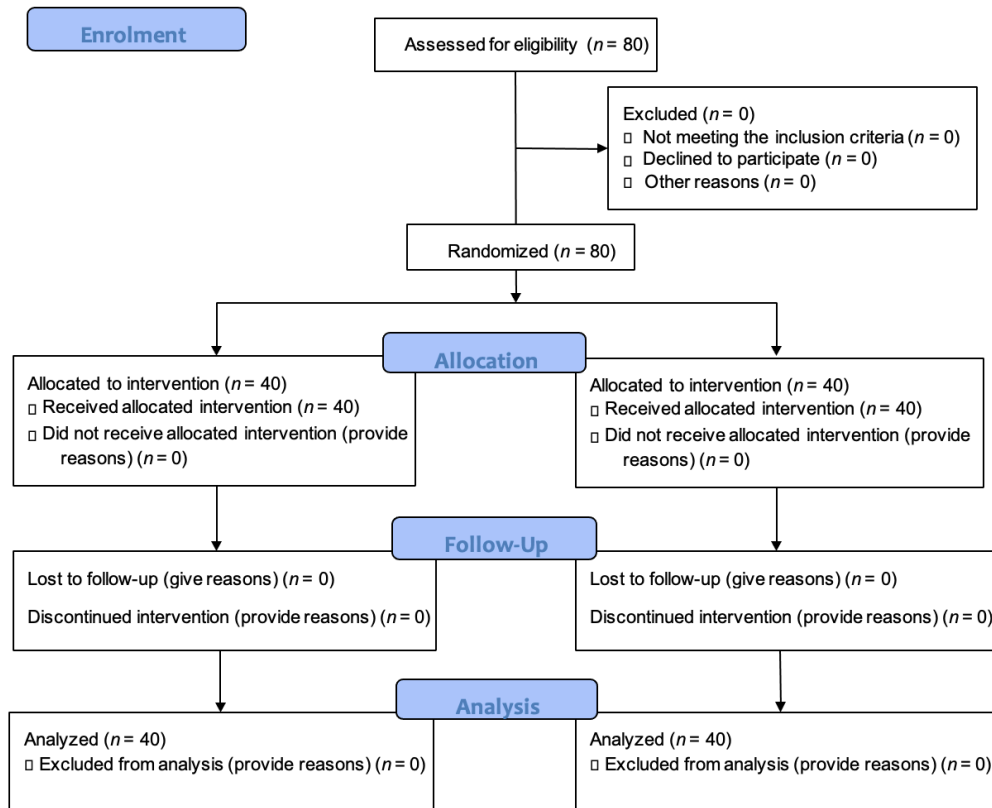 Enrolment
Assessed for eligibility (n = 80)
Excluded (n = 0)
▯ Not meeting the inclusion criteria (n = 0)
▯ Declined to participate (n = 0)
▯ Other reasons (n = 0)
Randomized (n = 80)
Allocation
Allocated to intervention (n = 40)
▯ Received allocated intervention (n = 40)
▯ Did not receive allocated intervention (provide
reasons) (n = 0)
Allocated to intervention (n = 40)
▯ Received allocated intervention (n = 40)
▯ Did not receive allocated intervention (provide
reasons) (n = 0)
Follow-Up
Lost to follow-up (give reasons) (n = 0)
Discontinued intervention (provide reasons) (n = 0)
Lost to follow-up (give reasons) (n = 0)
Discontinued intervention (provide reasons) (n = 0)
Analysis
Analyzed (n = 40)
▯ Excluded from analysis (provide reasons) (n = 0)
Analyzed (n = 40)
▯ Excluded from analysis (provide reasons) (n = 0)